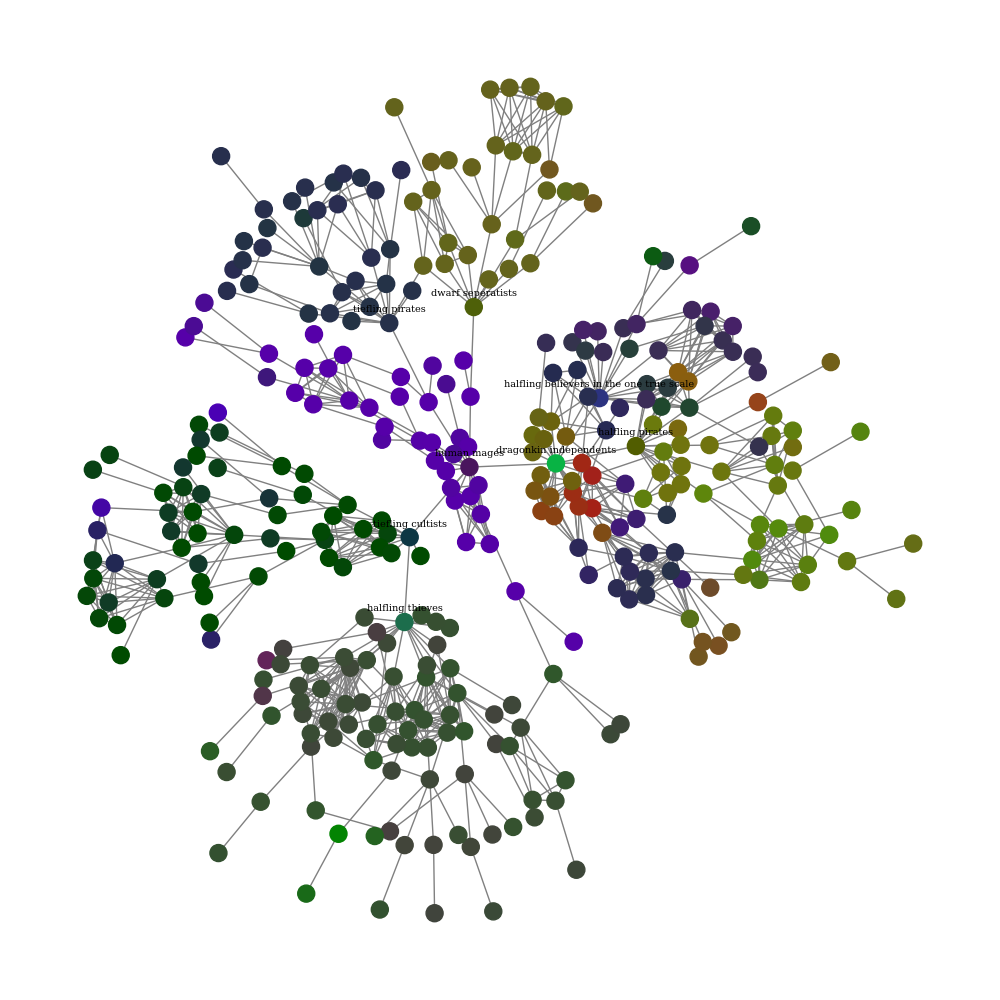 dwarf seperatists
tiefling pirates
halfling believers in the one true scale
halfling pirates
dragonkin independents
human mages
tiefling cultists
halfling thieves